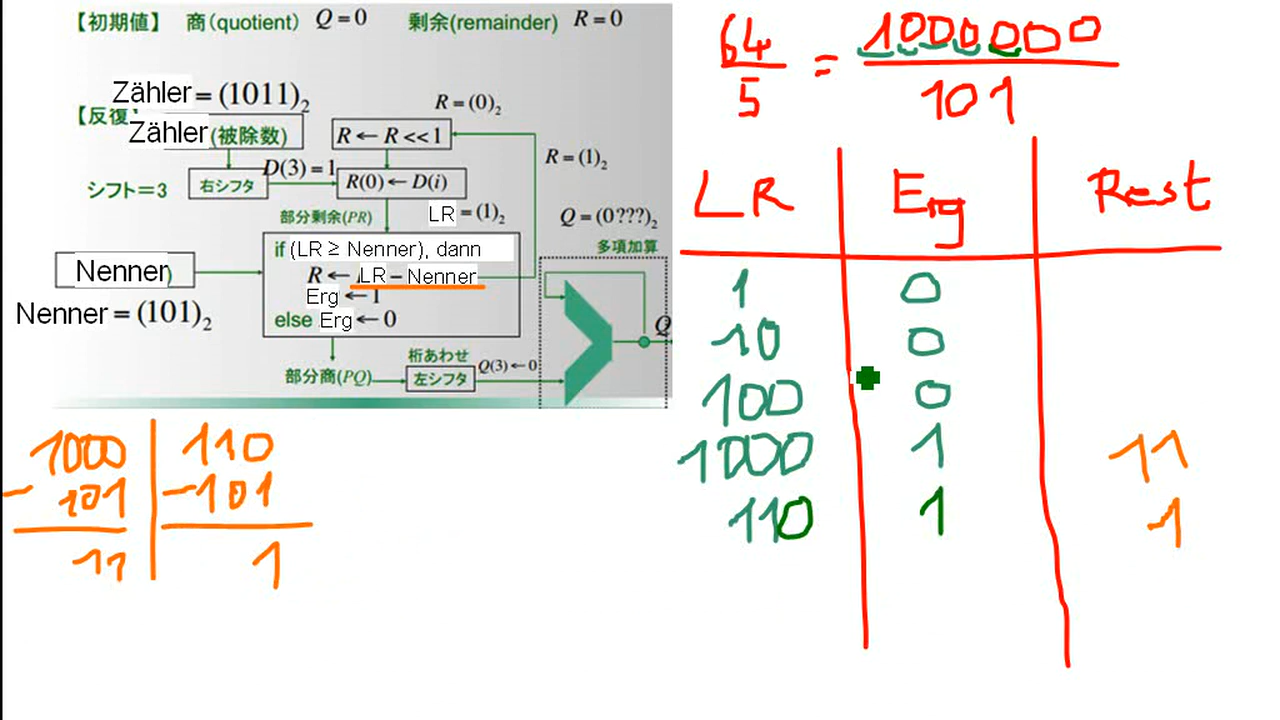 【初期値】 商(quotient) Q=0 剰余(remainder) R=0
Zähler = (1011)₂
R=(0)₂
【反復
Zähler (被除数)
R ← R<<1
D(3)=1
R=(1)₂
シフト=3
右シフタ
R(0) ← D(i)
部分剰余(PR)
LR =(1)₂
Q=(0???)₂
if (LR ≥ Nenner), dann
多項加算
Nenner)
R ← LR − Nenner
Erg ← 1
Nenner = (101)₂
else Erg ← 0
Q
桁あわせ
部分商(PQ)
左シフタ
Q(3)←0
64/5 = 1000000/101
LR Erg Rest
1 0
10 0
100 0
1000 1 11
110 1 1
1000 110
- 101 -101
11 1